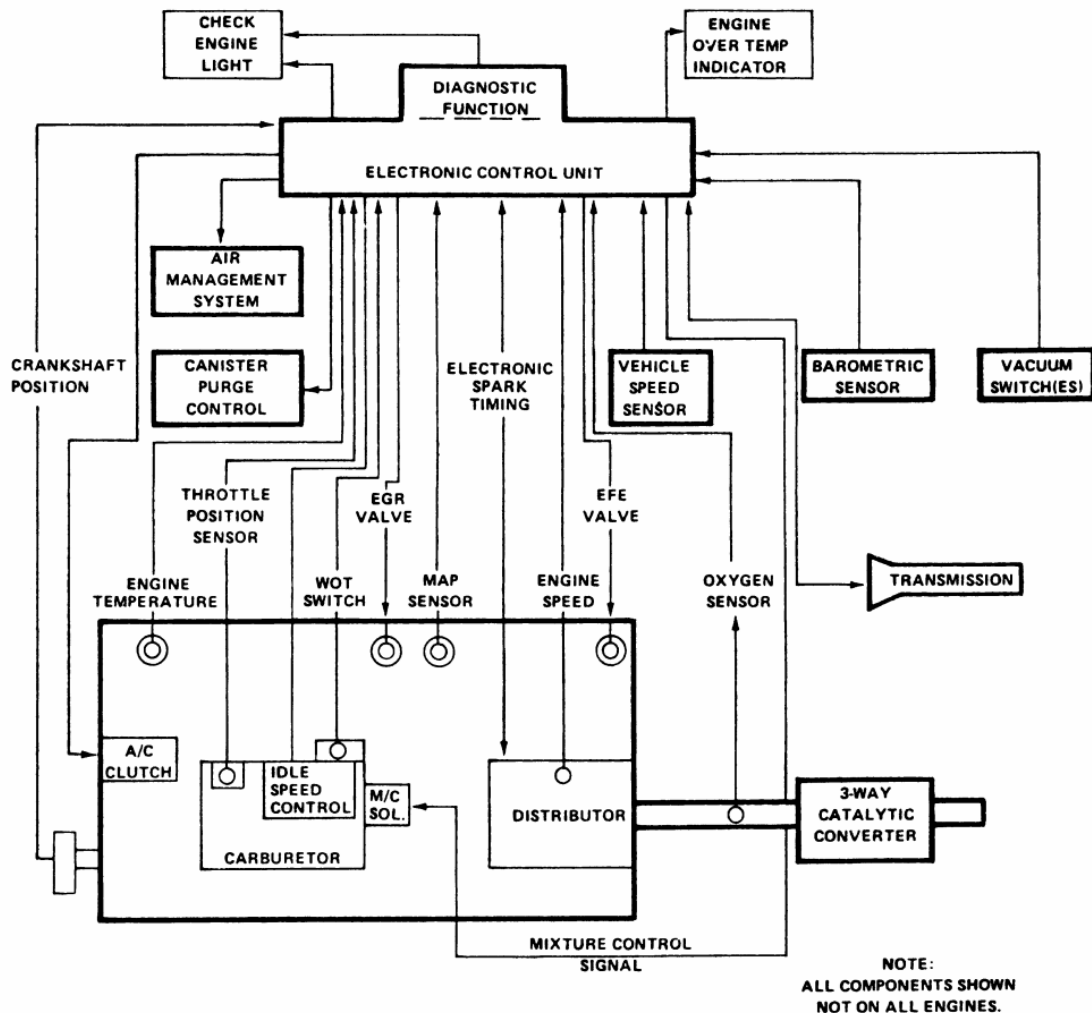 CHECK
ENGINE
LIGHT
ENGINE
OVER TEMP
INDICATOR
DIAGNOSTIC
FUNCTION
ELECTRONIC CONTROL UNIT
AIR
MANAGEMENT
SYSTEM
CRANKSHAFT
POSITION
CANISTER
PURGE
CONTROL
ELECTRONIC
SPARK
TIMING
VEHICLE
SPEED
SENSOR
BAROMETRIC
SENSOR
VACUUM
SWITCH(ES)
THROTTLE
POSITION
SENSOR
EGR
VALVE
EFE
VALVE
ENGINE
TEMPERATURE
WOT
SWITCH
MAP
SENSOR
ENGINE
SPEED
OXYGEN
SENSOR
TRANSMISSION
A/C
CLUTCH
IDLE
SPEED
CONTROL
M/C
SOL.
CARBURETOR
DISTRIBUTOR
3-WAY
CATALYTIC
CONVERTER
MIXTURE CONTROL
SIGNAL
NOTE:
ALL COMPONENTS SHOWN
NOT ON ALL ENGINES.